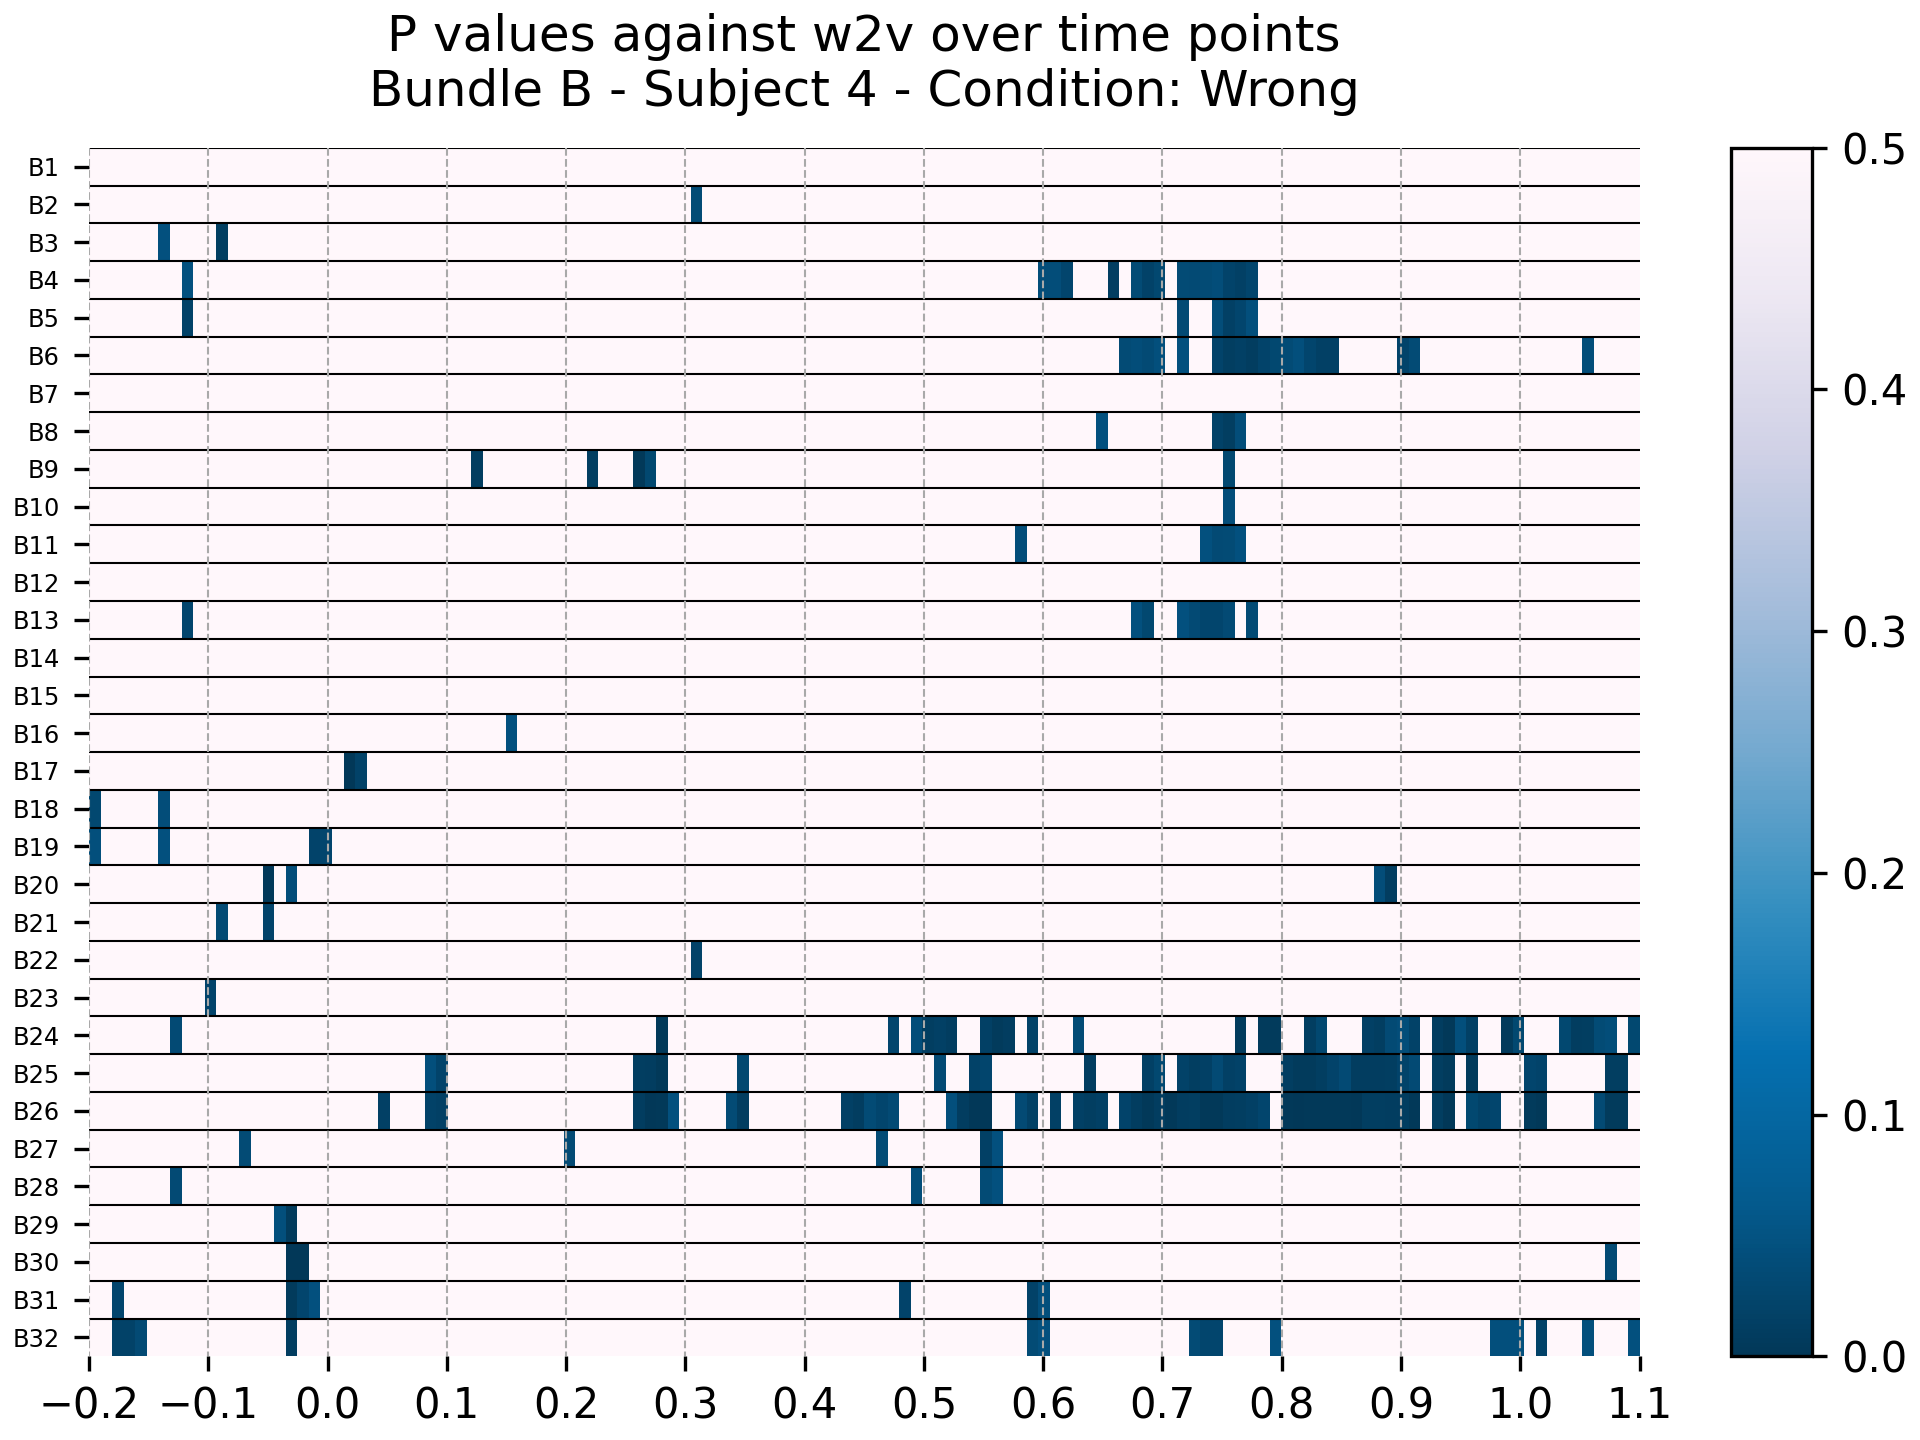 P values against w2v over time points
Bundle B - Subject 4 - Condition: Wrong
B1
B2
B3
B4
B5
B6
B7
B8
B9
B10
B11
B12
B13
B14
B15
B16
B17
B18
B19
B20
B21
B22
B23
B24
B25
B26
B27
B28
B29
B30
B31
B32
−0.2 −0.1 0.0 0.1 0.2 0.3 0.4 0.5 0.6 0.7 0.8 0.9 1.0 1.1
0.5
0.4
0.3
0.2
0.1
0.0